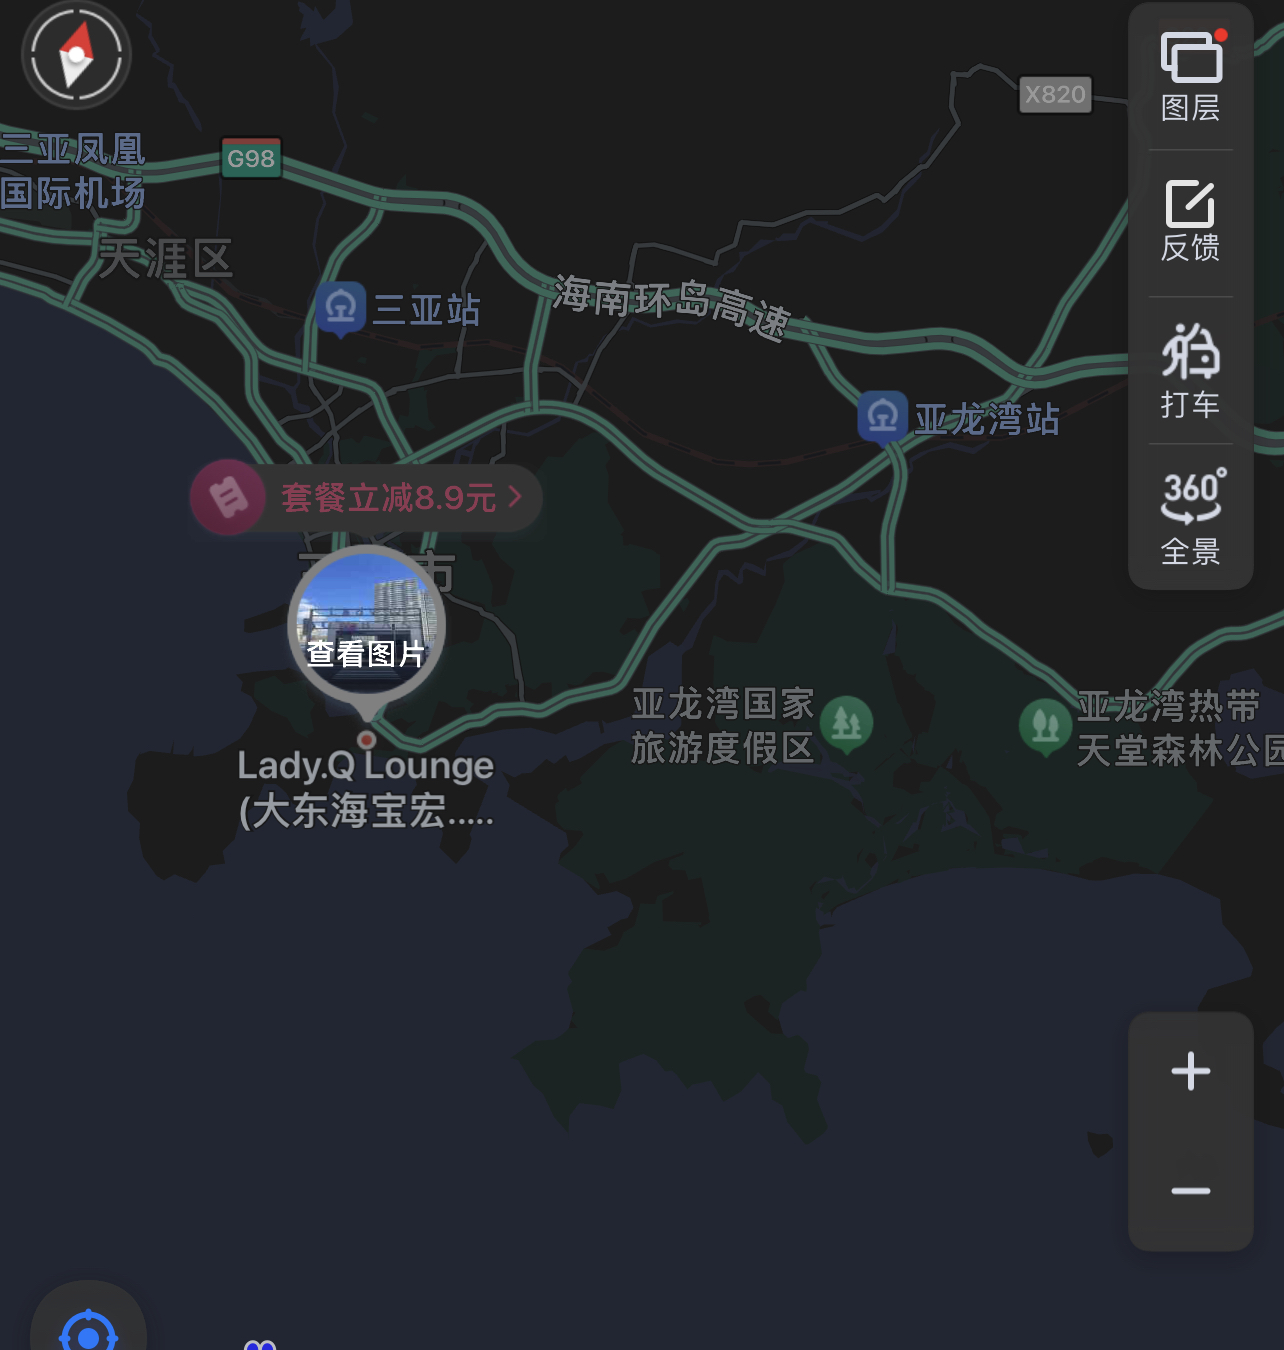 X820
图层
三亚凤凰
国际机场
G98
反馈
天涯区
三亚站
海南环岛高速
打车
亚龙湾站
360°
全景
套餐立减8.9元
市
查看图片
亚龙湾国家
旅游度假区
亚龙湾热带
天堂森林公园
Lady.Q Lounge
(大东海宝宏.....